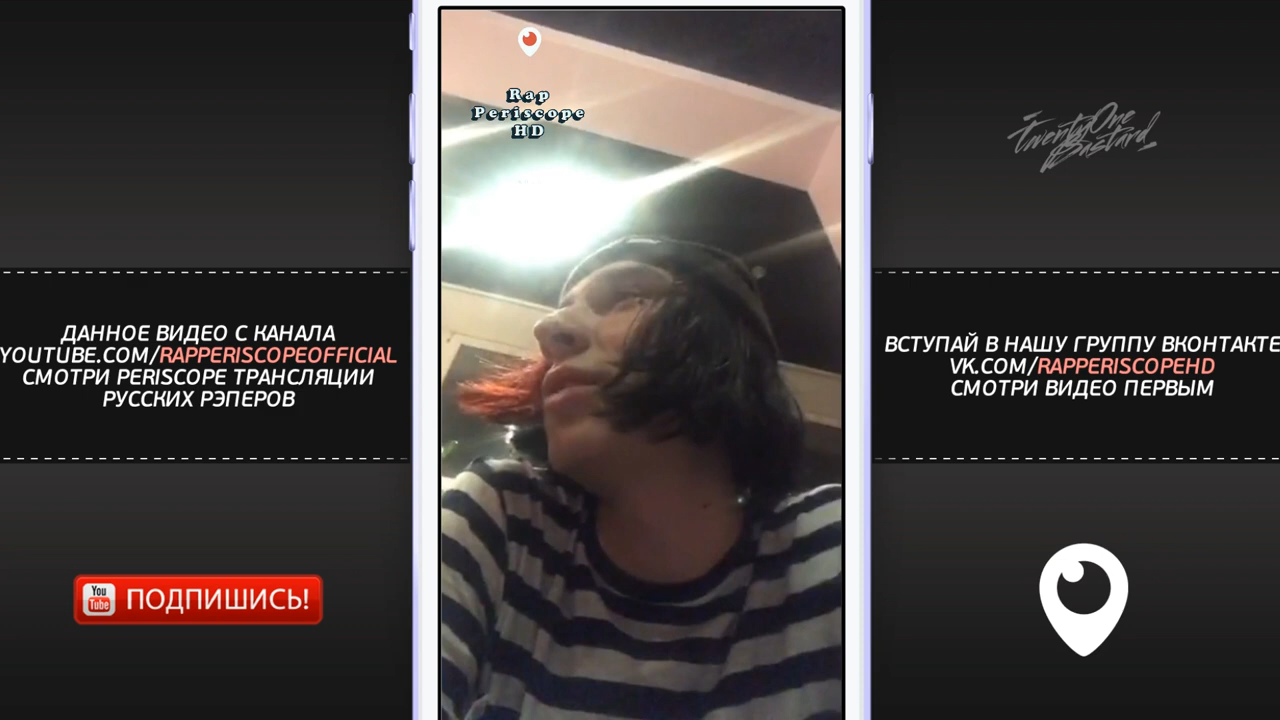 Rap
Periscope
HD
TwentyOne
Bastard
ДАННОЕ ВИДЕО С КАНАЛА
YOUTUBE.COM/RAPPERISCOPEOFFICIAL
СМОТРИ PERISCOPE ТРАНСЛЯЦИИ
РУССКИХ РЭПЕРОВ
ВСТУПАЙ В НАШУ ГРУППУ ВКОНТАКТЕ
VK.COM/RAPPERISCOPEHD
СМОТРИ ВИДЕО ПЕРВЫМ
You
Tube
ПОДПИШИСЬ!